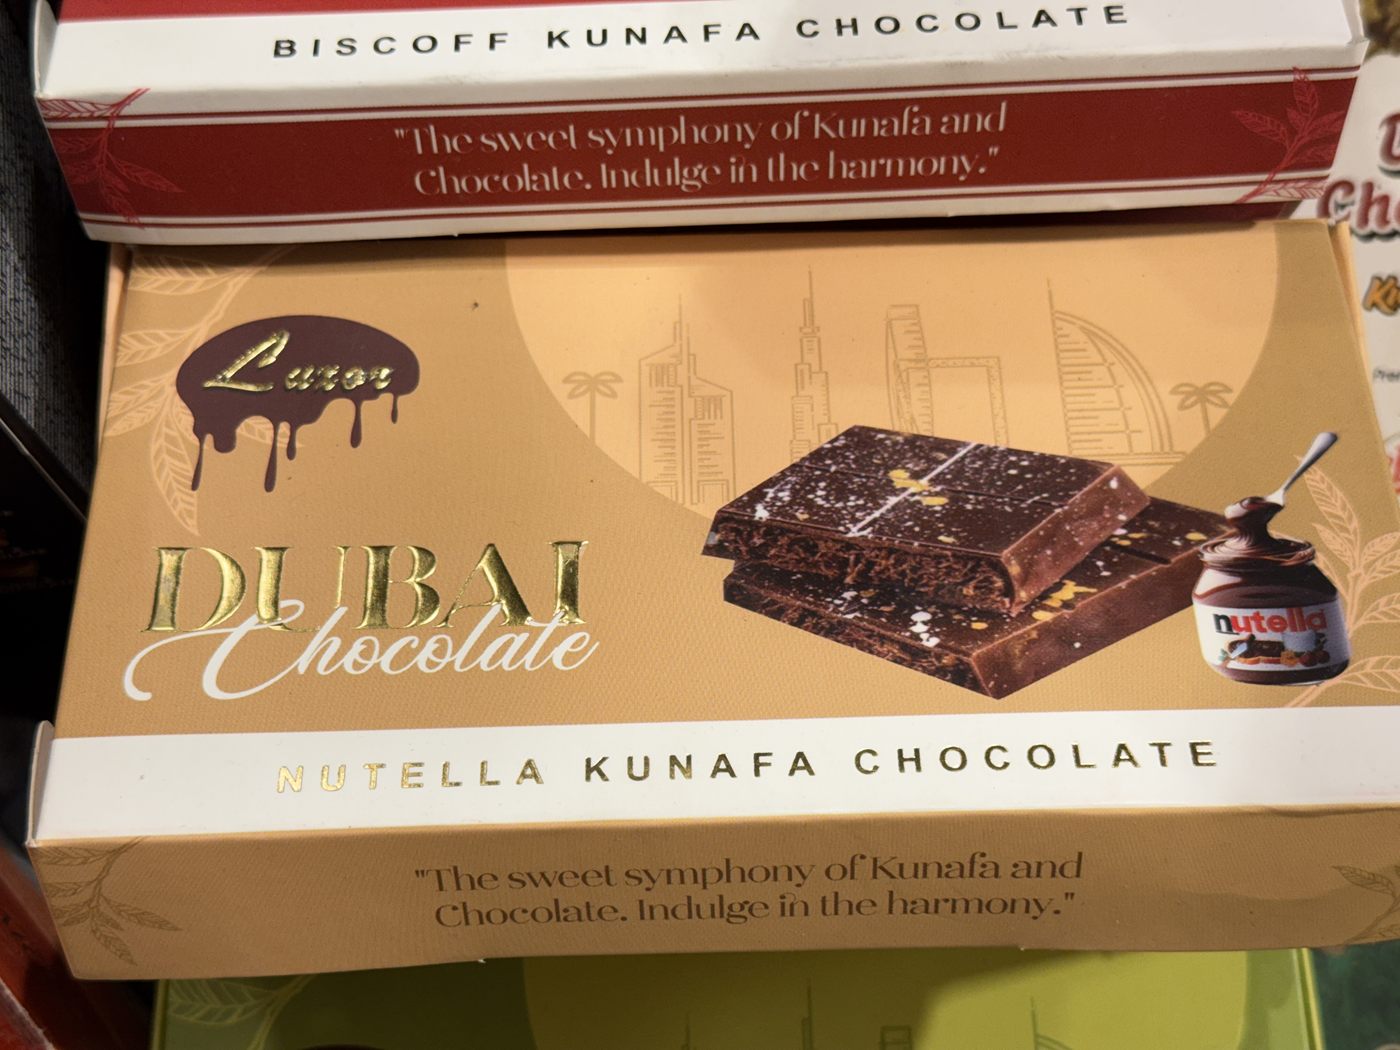 BISCOFF KUNAFA CHOCOLATE
"The sweet symphony of Kunafa and
Chocolate. Indulge in the harmony."
Luxor
DUBAI
Chocolate
nutella
NUTELLA KUNAFA CHOCOLATE
"The sweet symphony of Kunafa and
Chocolate. Indulge in the harmony."